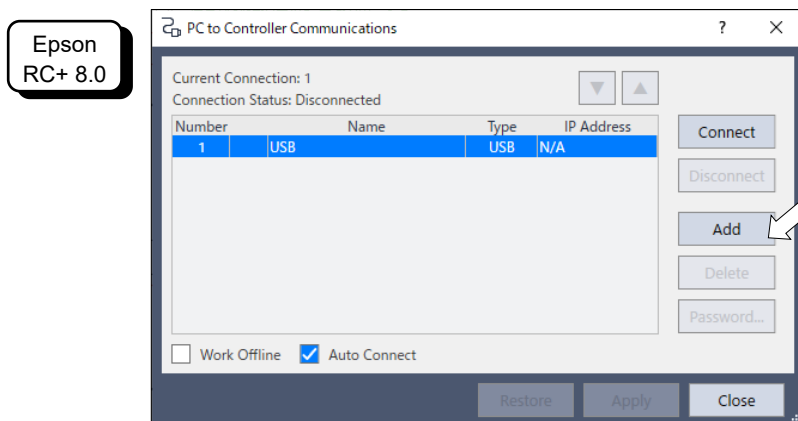 Epson
RC+ 8.0
PC to Controller Communications
Current Connection: 1
Connection Status: Disconnected
Number Name Type IP Address
1 USB USB N/A
Connect
Disconnect
Add
Delete
Password...
Work Offline Auto Connect
Restore Apply Close